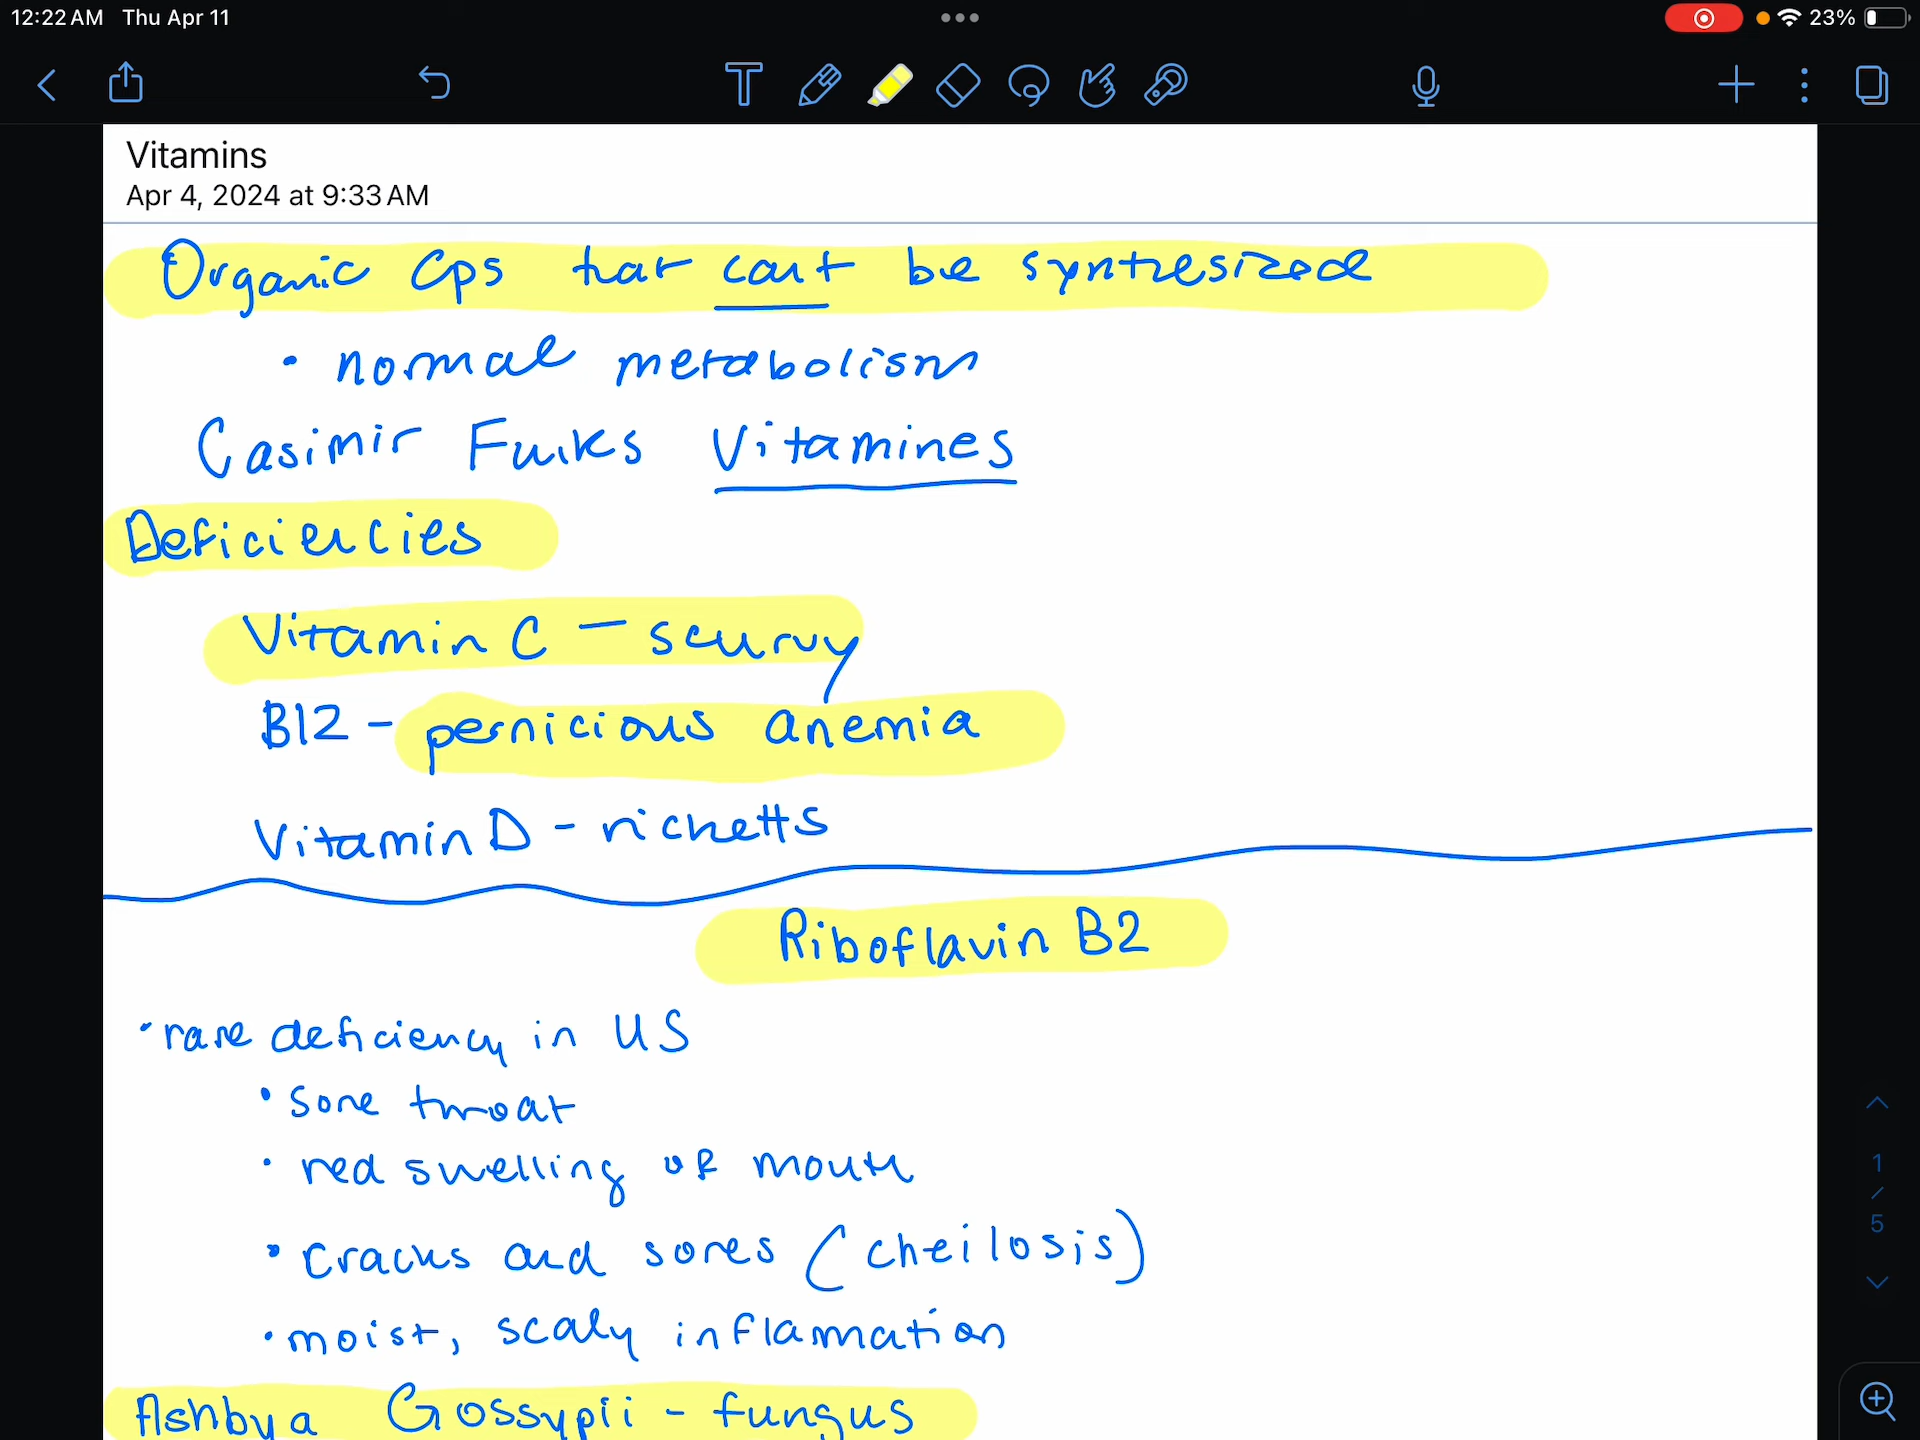 12:22 AM Thu Apr 11
23%
Vitamins
Apr 4, 2024 at 9:33 AM
Organic Cps that cant be synthesized
• normal metabolism
Casimir Funks Vitamines
Deficiencies
Vitamin C – scurvy
B12 – pernicious anemia
Vitamin D – ricketts
Riboflavin B2
• rare deficiency in US
• sore throat
• red swelling of mouth
• cracks and sores (cheilosis)
• moist, scaly inflamation
Ashbya Gossypii – fungus
1
/
5